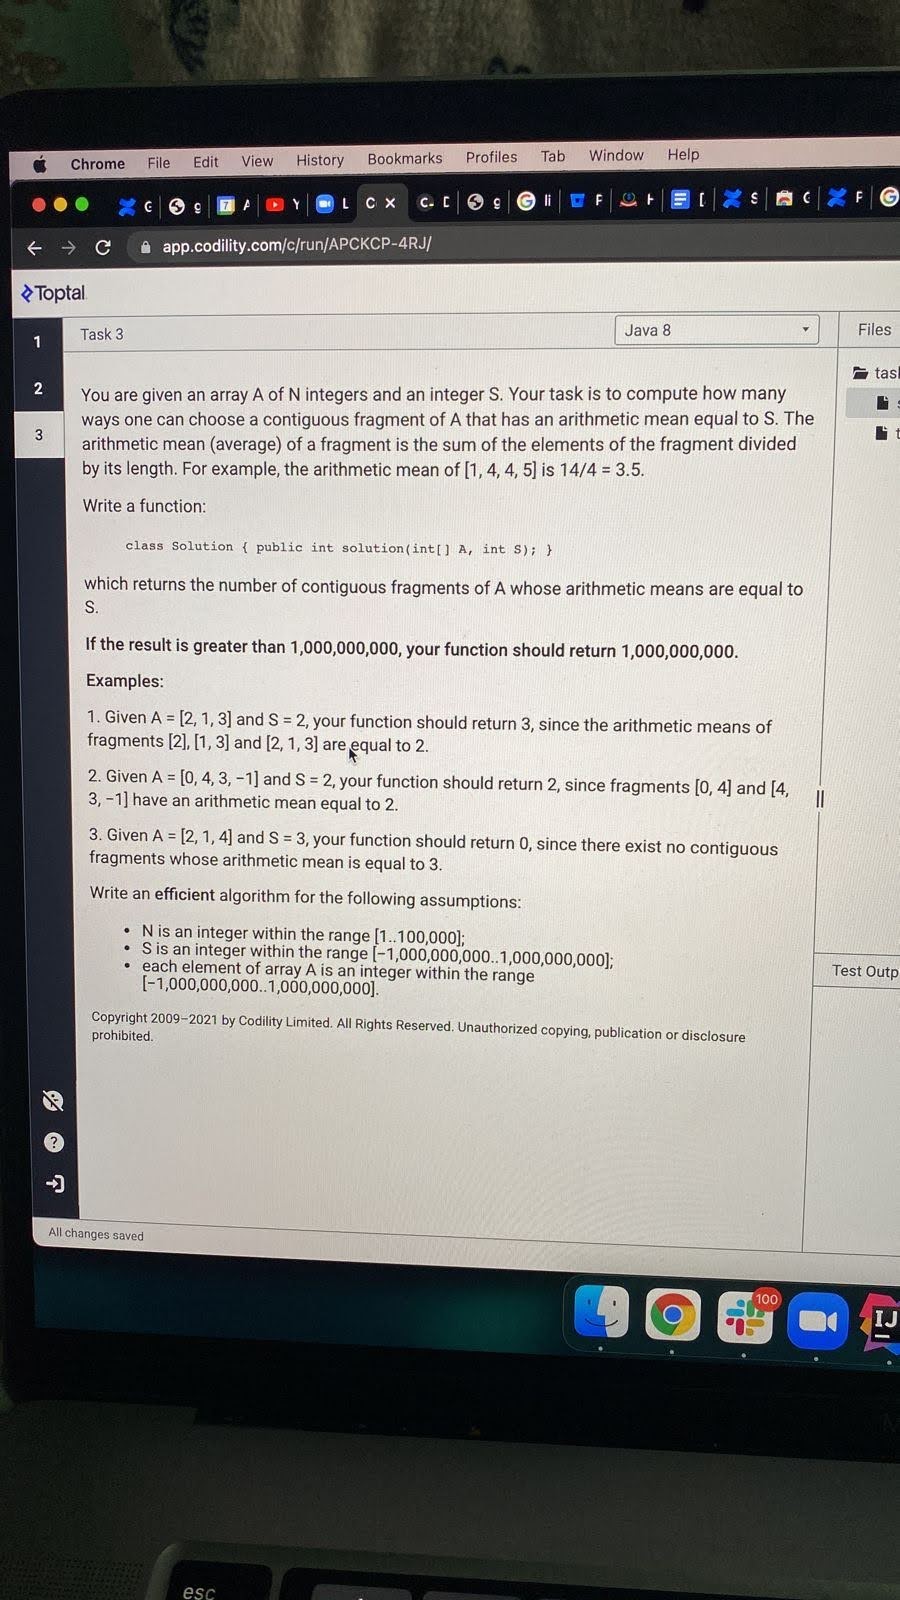 Chrome File Edit View History Bookmarks Profiles Tab Window Help
C X
app.codility.com/c/run/APCKCP-4RJ/
Toptal
1
Task 3
Java 8
Files
2
3
You are given an array A of N integers and an integer S. Your task is to compute how many
ways one can choose a contiguous fragment of A that has an arithmetic mean equal to S. The
arithmetic mean (average) of a fragment is the sum of the elements of the fragment divided
by its length. For example, the arithmetic mean of [1, 4, 4, 5] is 14/4 = 3.5.
Write a function:
class Solution { public int solution(int[] A, int S); }
which returns the number of contiguous fragments of A whose arithmetic means are equal to
S.
If the result is greater than 1,000,000,000, your function should return 1,000,000,000.
Examples:
1. Given A = [2, 1, 3] and S = 2, your function should return 3, since the arithmetic means of
fragments [2], [1, 3] and [2, 1, 3] are equal to 2.
2. Given A = [0, 4, 3, −1] and S = 2, your function should return 2, since fragments [0, 4] and [4,
3, −1] have an arithmetic mean equal to 2.
3. Given A = [2, 1, 4] and S = 3, your function should return 0, since there exist no contiguous
fragments whose arithmetic mean is equal to 3.
Write an efficient algorithm for the following assumptions:
• N is an integer within the range [1..100,000];
• S is an integer within the range [−1,000,000,000..1,000,000,000];
• each element of array A is an integer within the range
[−1,000,000,000..1,000,000,000].
Test Outp
Copyright 2009–2021 by Codility Limited. All Rights Reserved. Unauthorized copying, publication or disclosure
prohibited.
?
All changes saved
100
IJ
esc